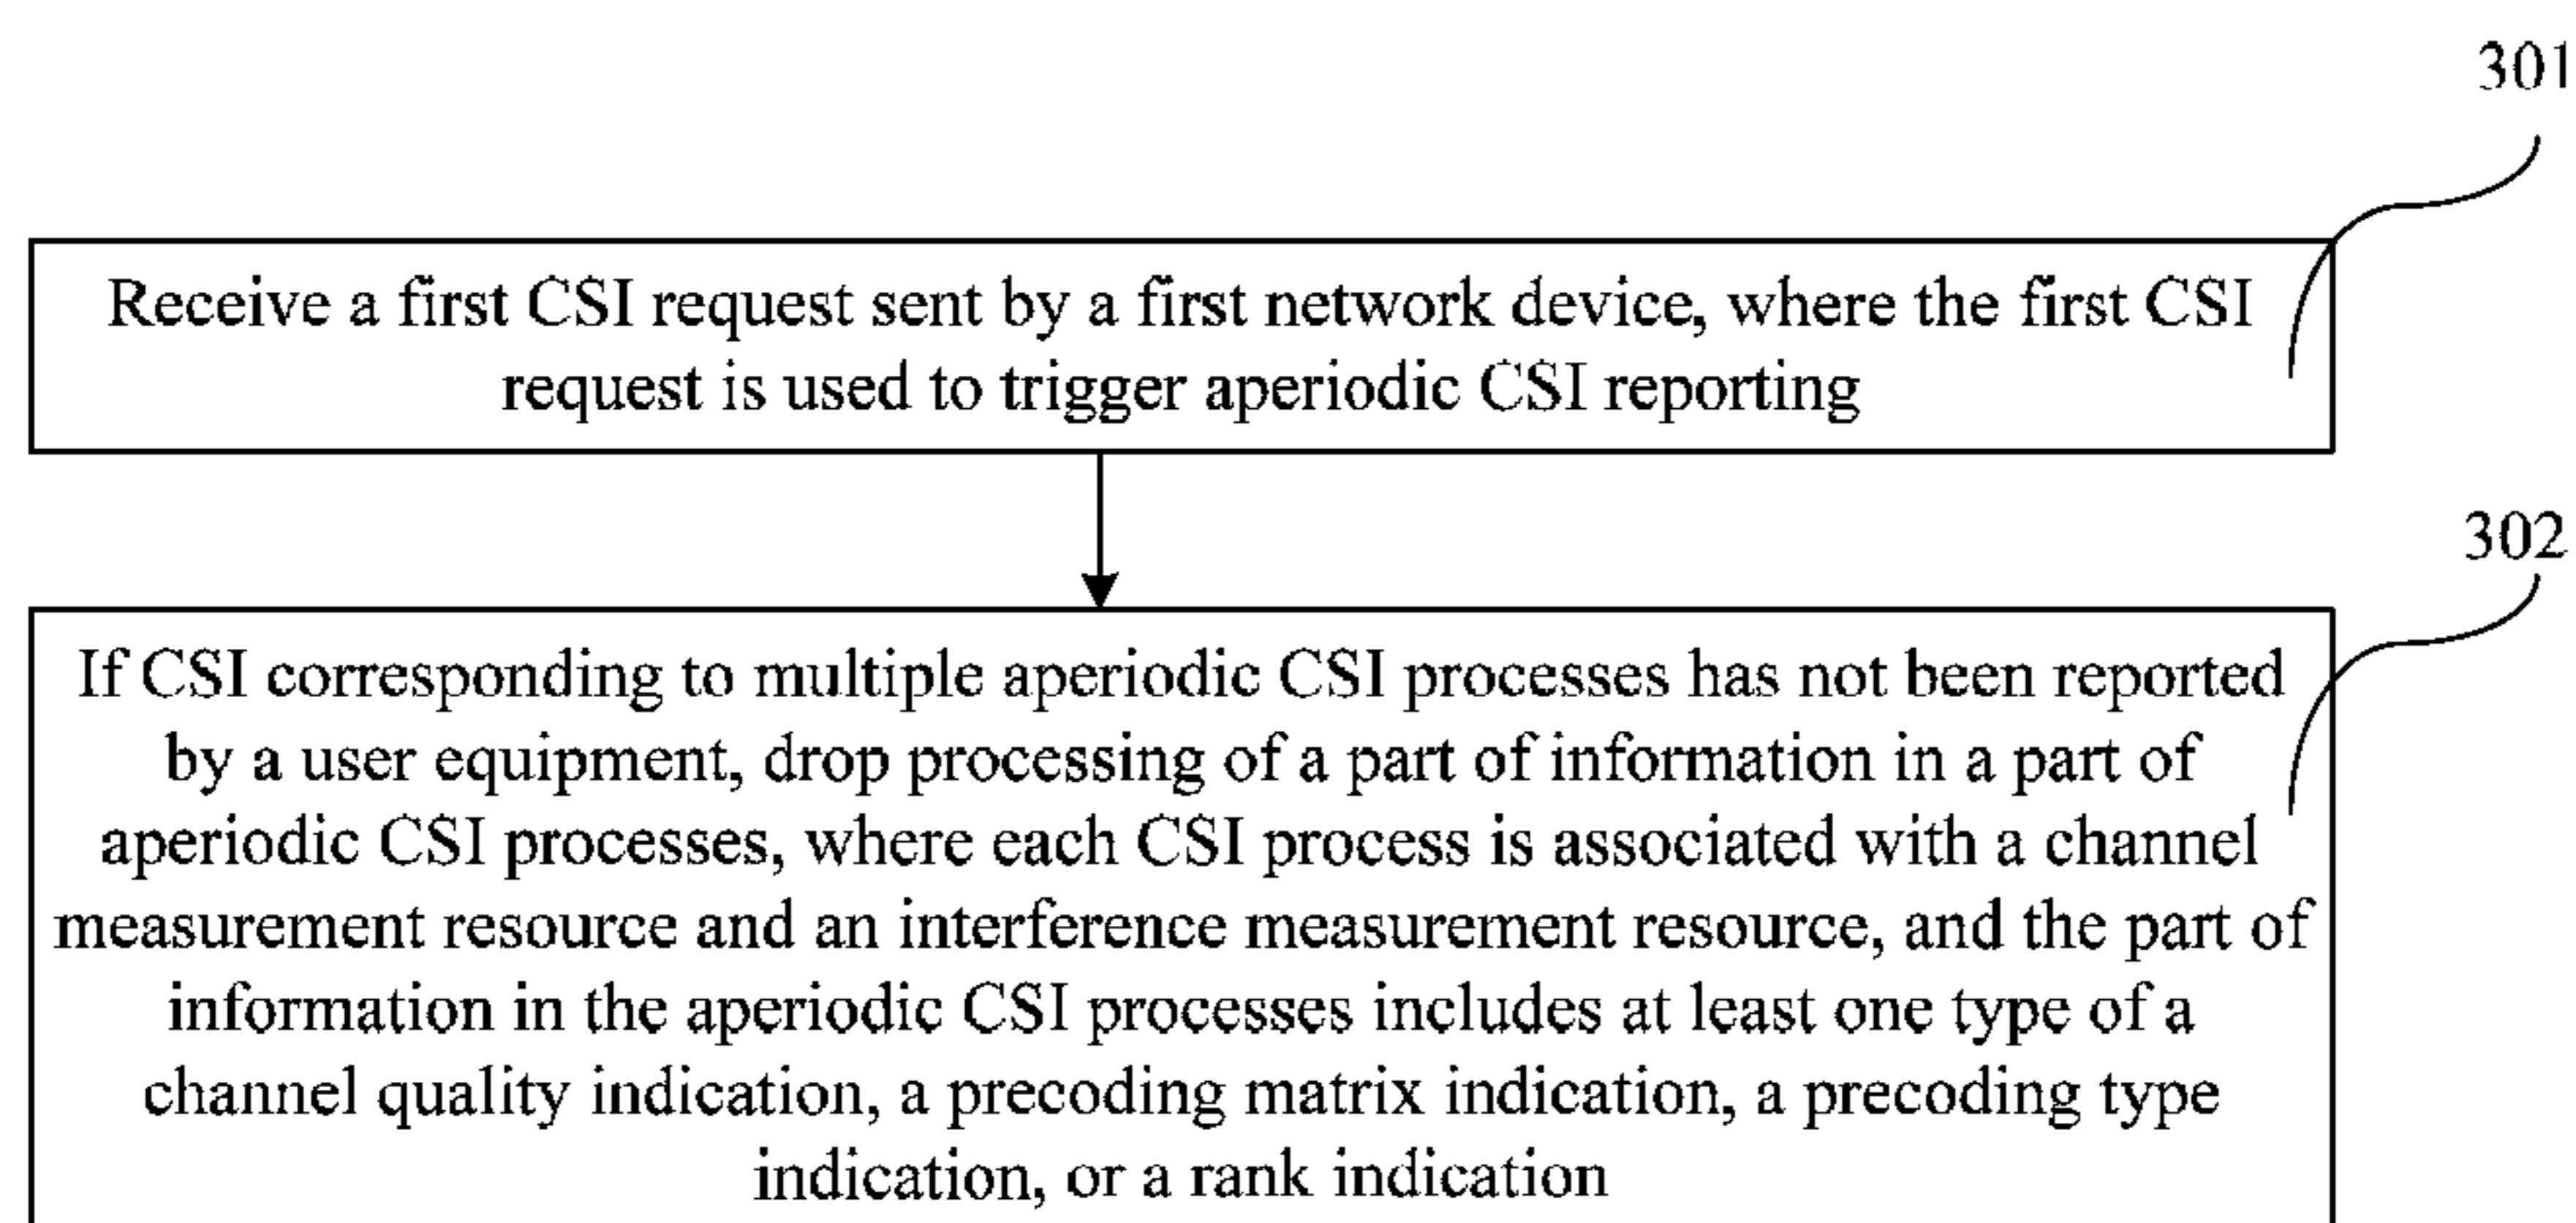 301
Receive a first CSI request sent by a first network device, where the first CSI
request is used to trigger aperiodic CSI reporting
302
If CSI corresponding to multiple aperiodic CSI processes has not been reported
by a user equipment, drop processing of a part of information in a part of
aperiodic CSI processes, where each CSI process is associated with a channel
measurement resource and an interference measurement resource, and the part of
information in the aperiodic CSI processes includes at least one type of a
channel quality indication, a precoding matrix indication, a precoding type
indication, or a rank indication